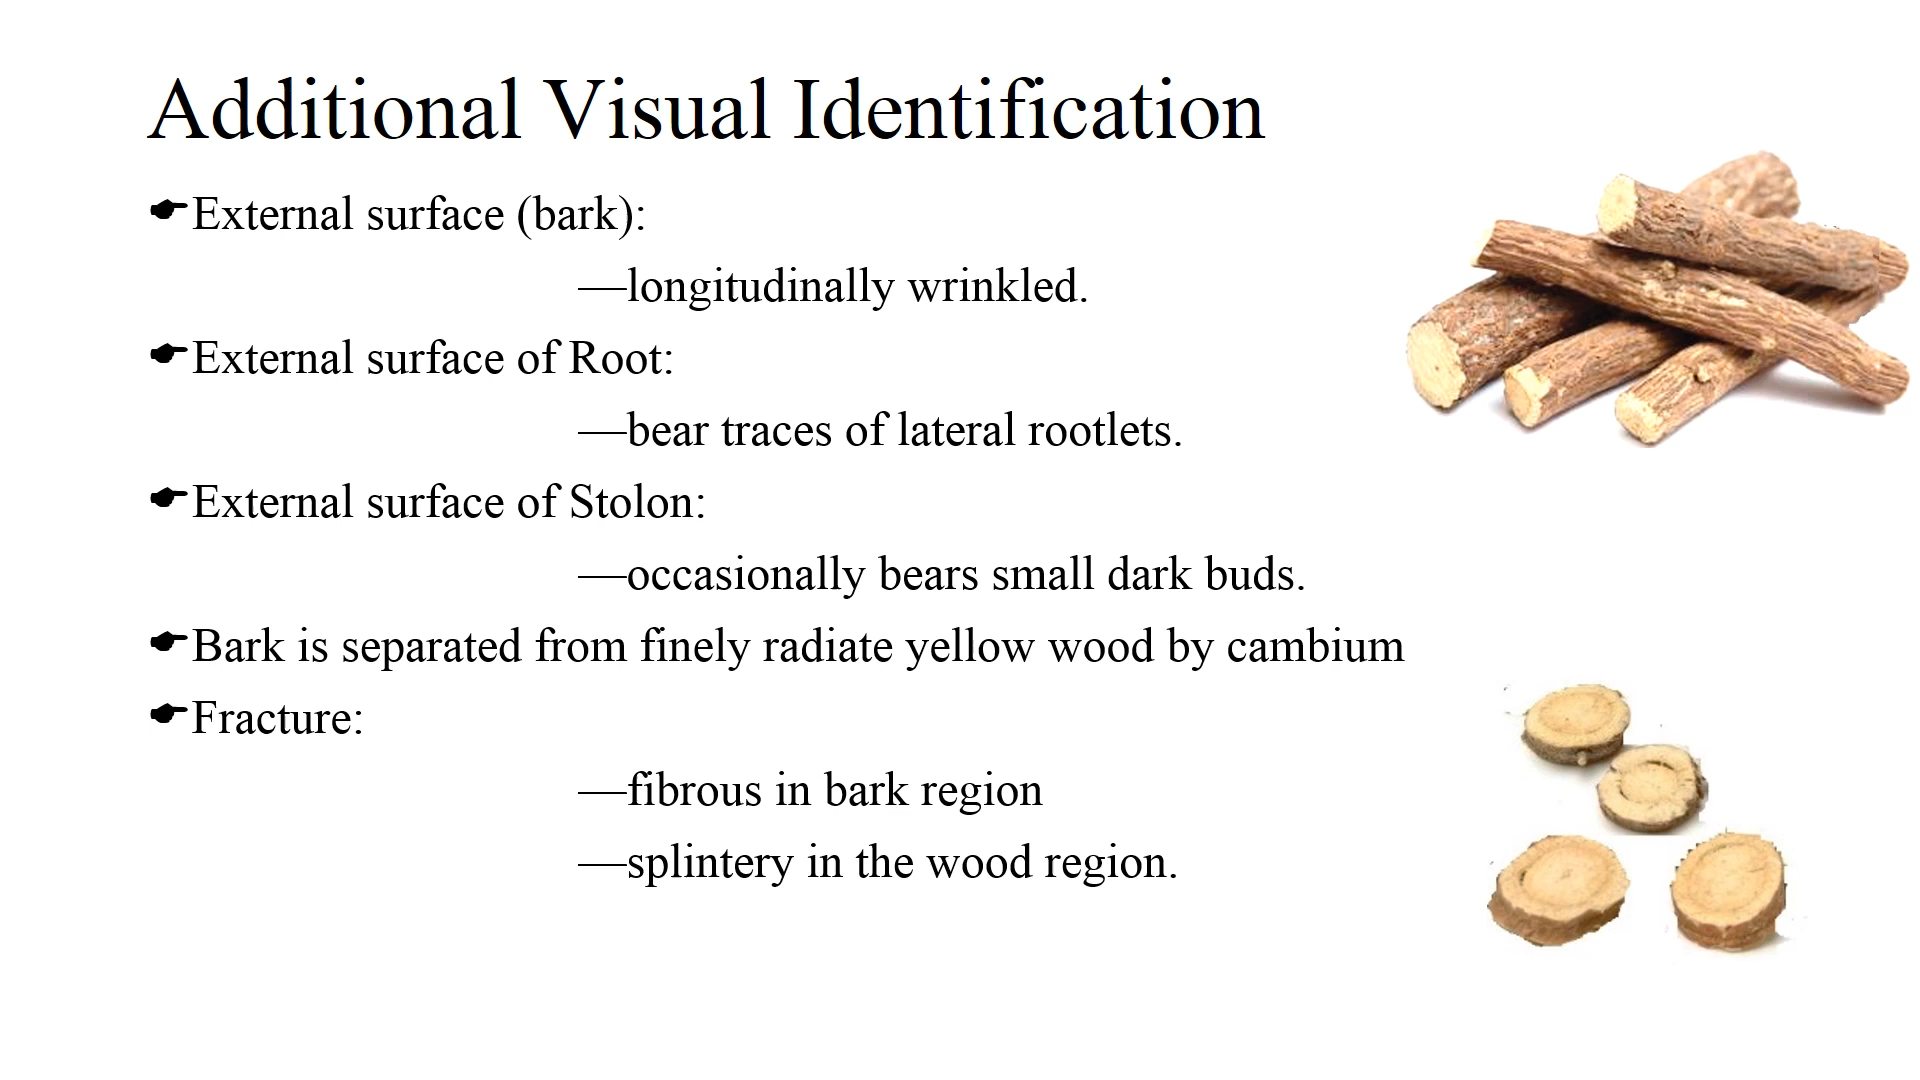 Additional Visual Identification
☛External surface (bark):
—longitudinally wrinkled.
☛External surface of Root:
—bear traces of lateral rootlets.
☛External surface of Stolon:
—occasionally bears small dark buds.
☛Bark is separated from finely radiate yellow wood by cambium
☛Fracture:
—fibrous in bark region
—splintery in the wood region.